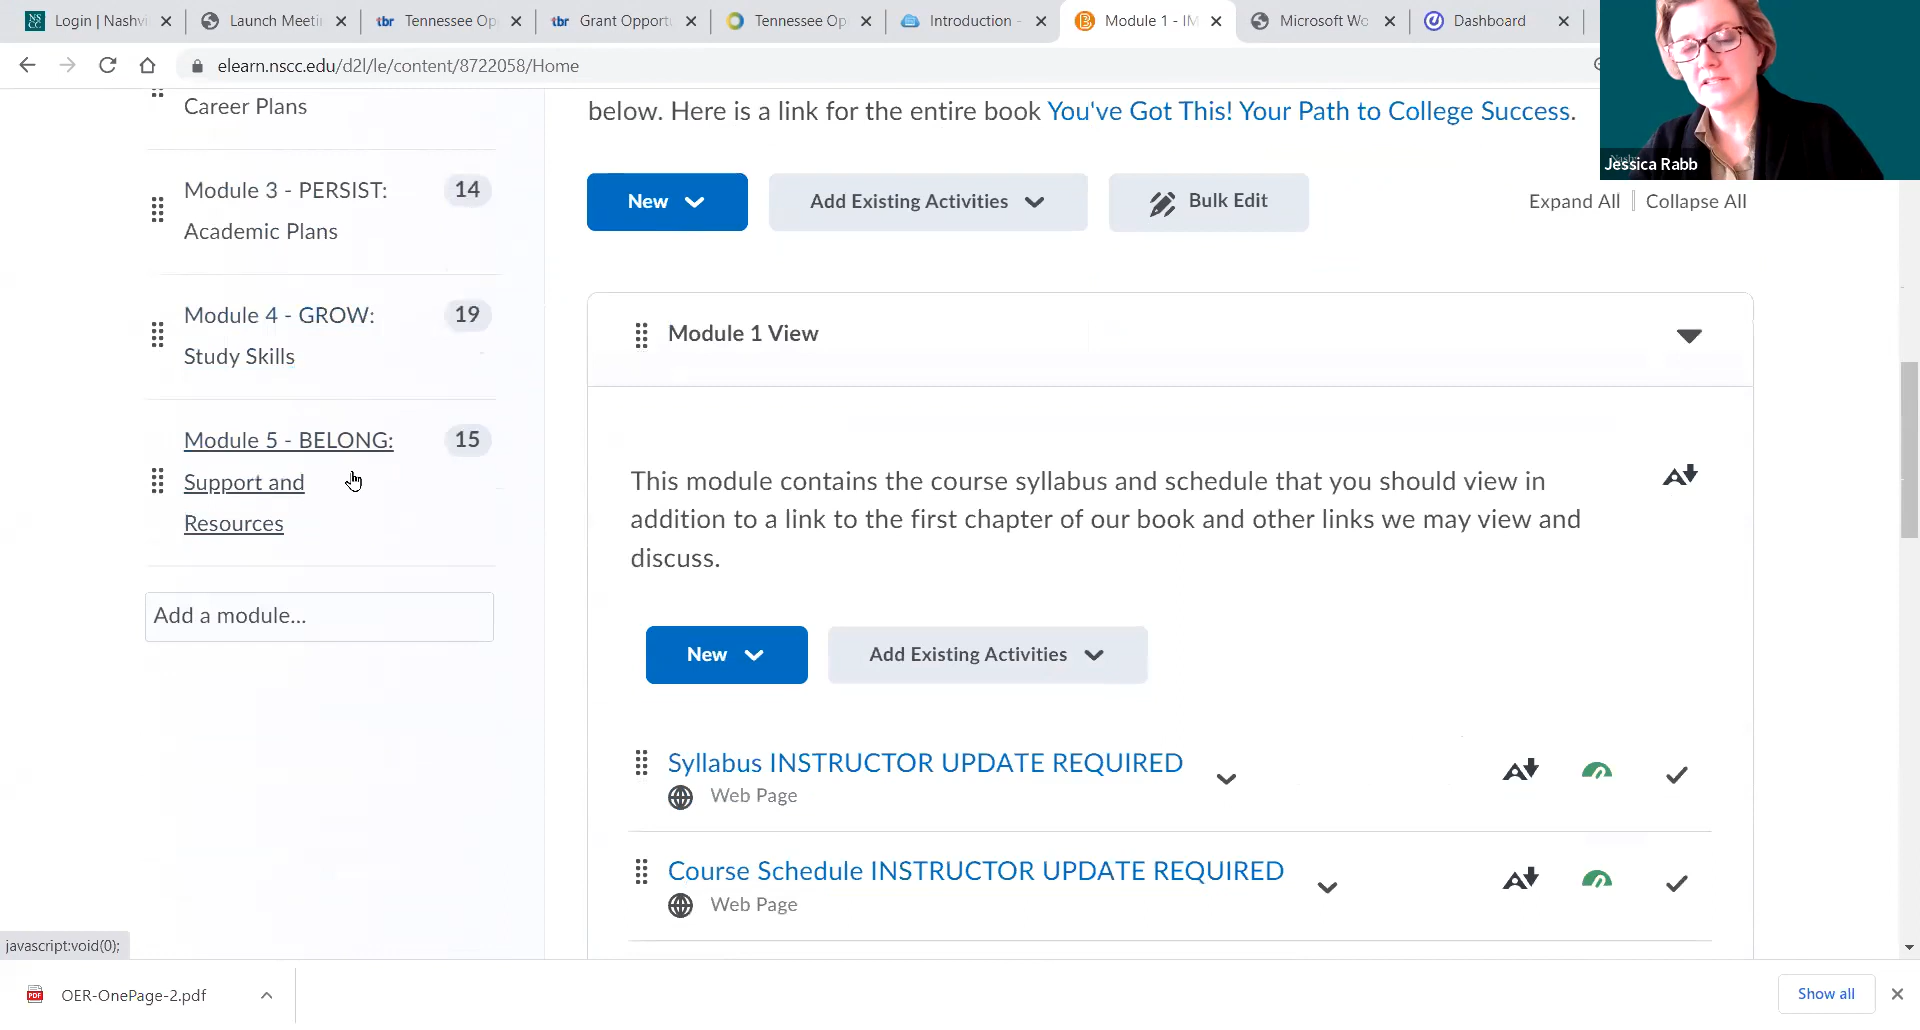 Login | Nashvi
Launch Meeti
Tennessee Op
Grant Opport
Tennessee Op
Introduction -
Module 1 - IM
Microsoft Wo
Dashboard
elearn.nscc.edu/d2l/le/content/8722058/Home
Jessica Rabb
Career Plans
Module 3 - PERSIST:
Academic Plans
14
Module 4 - GROW:
Study Skills
19
Module 5 - BELONG:
Support and
Resources
15
Add a module...
below. Here is a link for the entire book You've Got This! Your Path to College Success.
New
Add Existing Activities
Bulk Edit
Expand All
Collapse All
Module 1 View
This module contains the course syllabus and schedule that you should view in
addition to a link to the first chapter of our book and other links we may view and
discuss.
New
Add Existing Activities
Syllabus INSTRUCTOR UPDATE REQUIRED
Web Page
Course Schedule INSTRUCTOR UPDATE REQUIRED
Web Page
javascript:void(0);
OER-OnePage-2.pdf
Show all